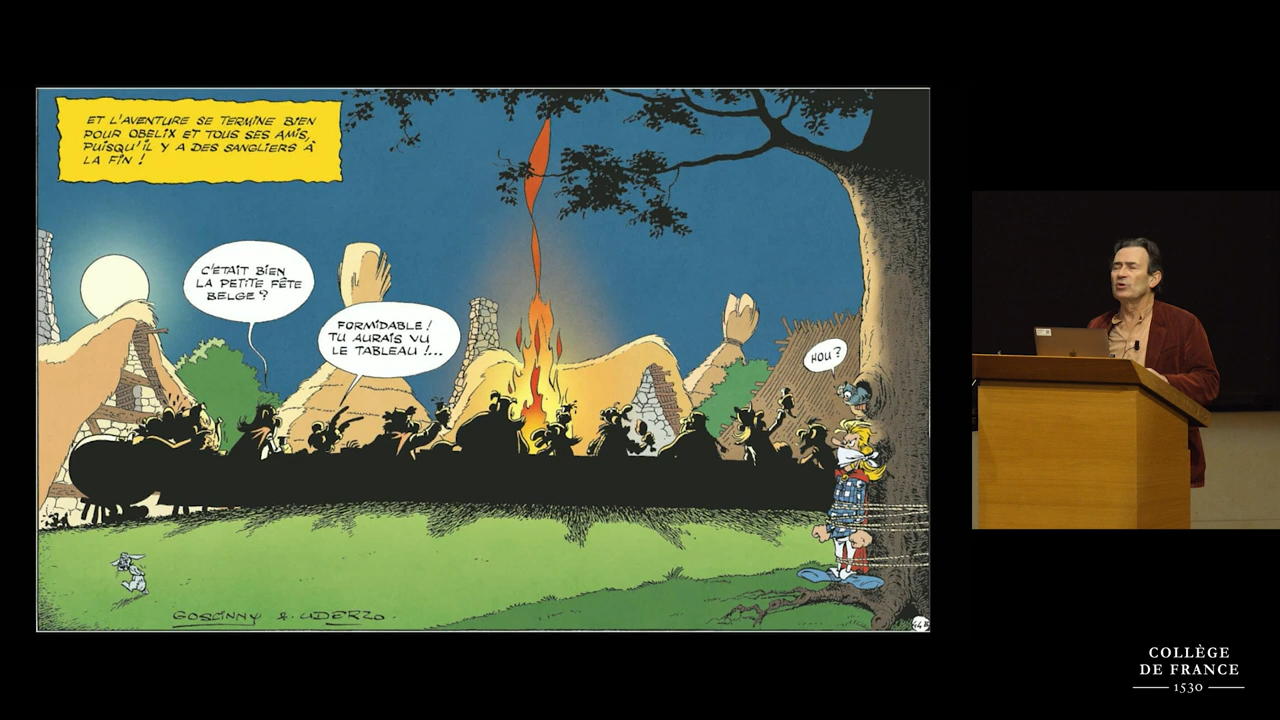 ET L'AVENTURE SE TERMINE BIEN
POUR OBELIX ET TOUS SES AMIS,
PUISQU'IL Y A DES SANGLIERS À
LA FIN !
C'ÉTAIT BIEN
LA PETITE FÊTE
BELGE ?
FORMIDABLE !
TU AURAIS VU
LE TABLEAU !...
HOU ?
GOSCINNY & UDERZO.
COLLÈGE
DE FRANCE
1530